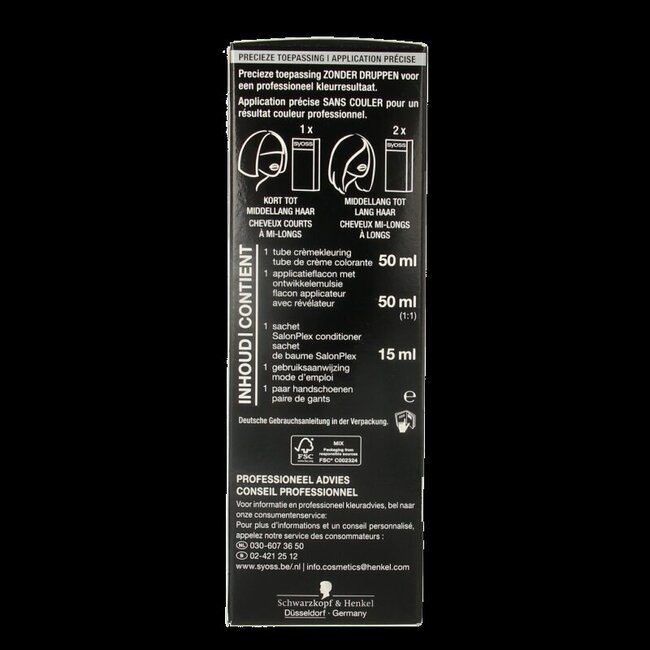 PRECIEZE TOEPASSING | APPLICATION PRÉCISE
Precieze toepassing ZONDER DRUPPEN voor
een professioneel kleurresultaat.
Application précise SANS COULER pour un
résultat couleur professionnel.
1 x
2 x
syoss
syoss
KORT TOT
MIDDELLANG HAAR
CHEVEUX COURTS
À MI-LONGS
MIDDELLANG TOT
LANG HAAR
CHEVEUX MI-LONGS
À LONGS
INHOUD | CONTIENT
1 tube crèmekleuring
tube de crème colorante 50 ml
1 applicatieflacon met
ontwikkelemulsie
flacon applicateur
avec révélateur 50 ml
(1:1)
1 sachet
SalonPlex conditioner
sachet
de baume SalonPlex 15 ml
1 gebruiksaanwijzing
mode d'emploi
1 paar handschoenen
paire de gants
℮
Deutsche Gebrauchsanleitung in der Verpackung.
FSC
MIX
Packaging from
responsible sources
FSC® C002324
PROFESSIONEEL ADVIES
CONSEIL PROFESSIONNEL
Voor informatie en professioneel kleuradvies, bel naar
onze consumentenservice:
Pour plus d'informations et un conseil personnalisé,
appelez notre service des consommateurs :
NL 030-607 36 50
B 02-421 25 12
www.syoss.be/.nl | info.cosmetics@henkel.com
Schwarzkopf & Henkel
Düsseldorf · Germany